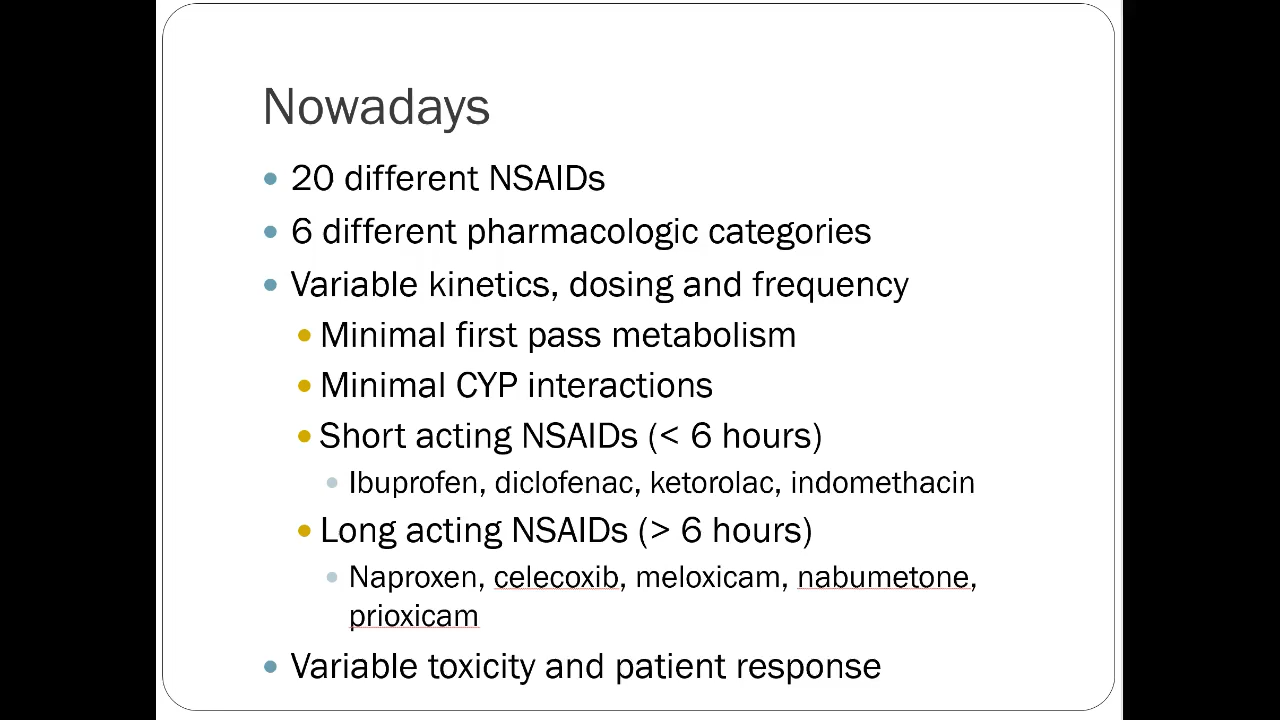 Nowadays
20 different NSAIDs
6 different pharmacologic categories
Variable kinetics, dosing and frequency
Minimal first pass metabolism
Minimal CYP interactions
Short acting NSAIDs (< 6 hours)
Ibuprofen, diclofenac, ketorolac, indomethacin
Long acting NSAIDs (> 6 hours)
Naproxen, celecoxib, meloxicam, nabumetone,
prioxicam
Variable toxicity and patient response